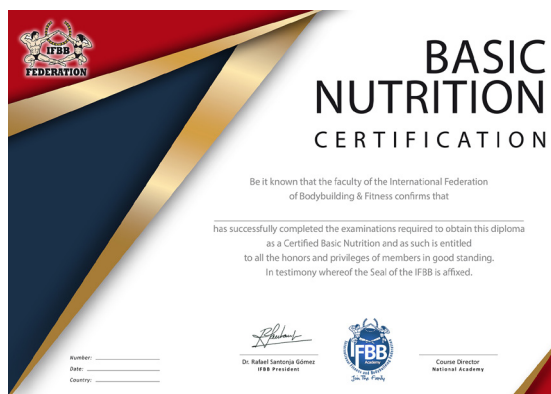 IFBB
FEDERATION
BASIC
NUTRITION
CERTIFICATION
Be it known that the faculty of the International Federation
of Bodybuilding & Fitness confirms that
has successfully completed the examinations required to obtain this diploma
as a Certified Basic Nutrition and as such is entitled
to all the honors and privileges of members in good standing.
In testimony whereof the Seal of the IFBB is affixed.
Number:
Date:
Country:
Dr. Rafael Santonja Gómez
IFBB President
IFBB
Academy
Join The Family
Course Director
National Academy